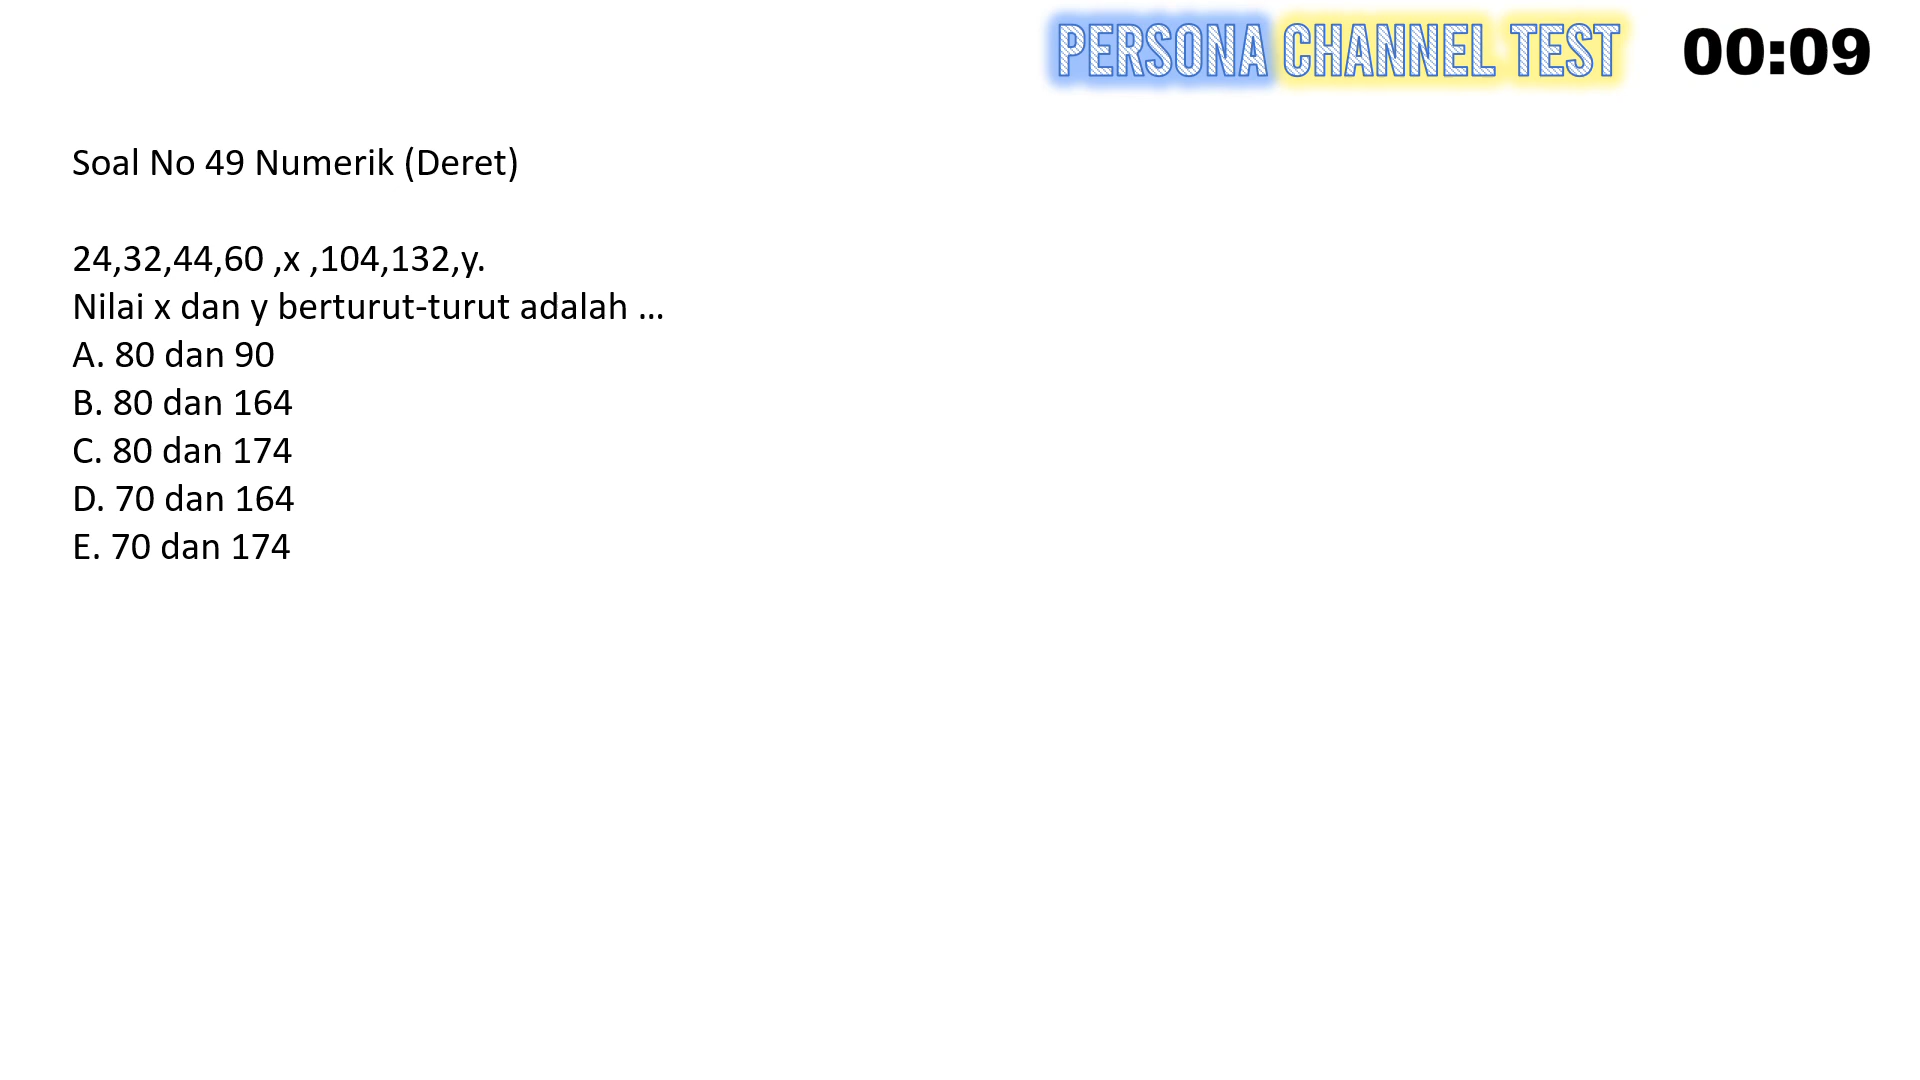 PERSONA CHANNEL TEST 00:09
Soal No 49 Numerik (Deret)
24,32,44,60 ,x ,104,132,y.
Nilai x dan y berturut-turut adalah ...
A. 80 dan 90
B. 80 dan 164
C. 80 dan 174
D. 70 dan 164
E. 70 dan 174